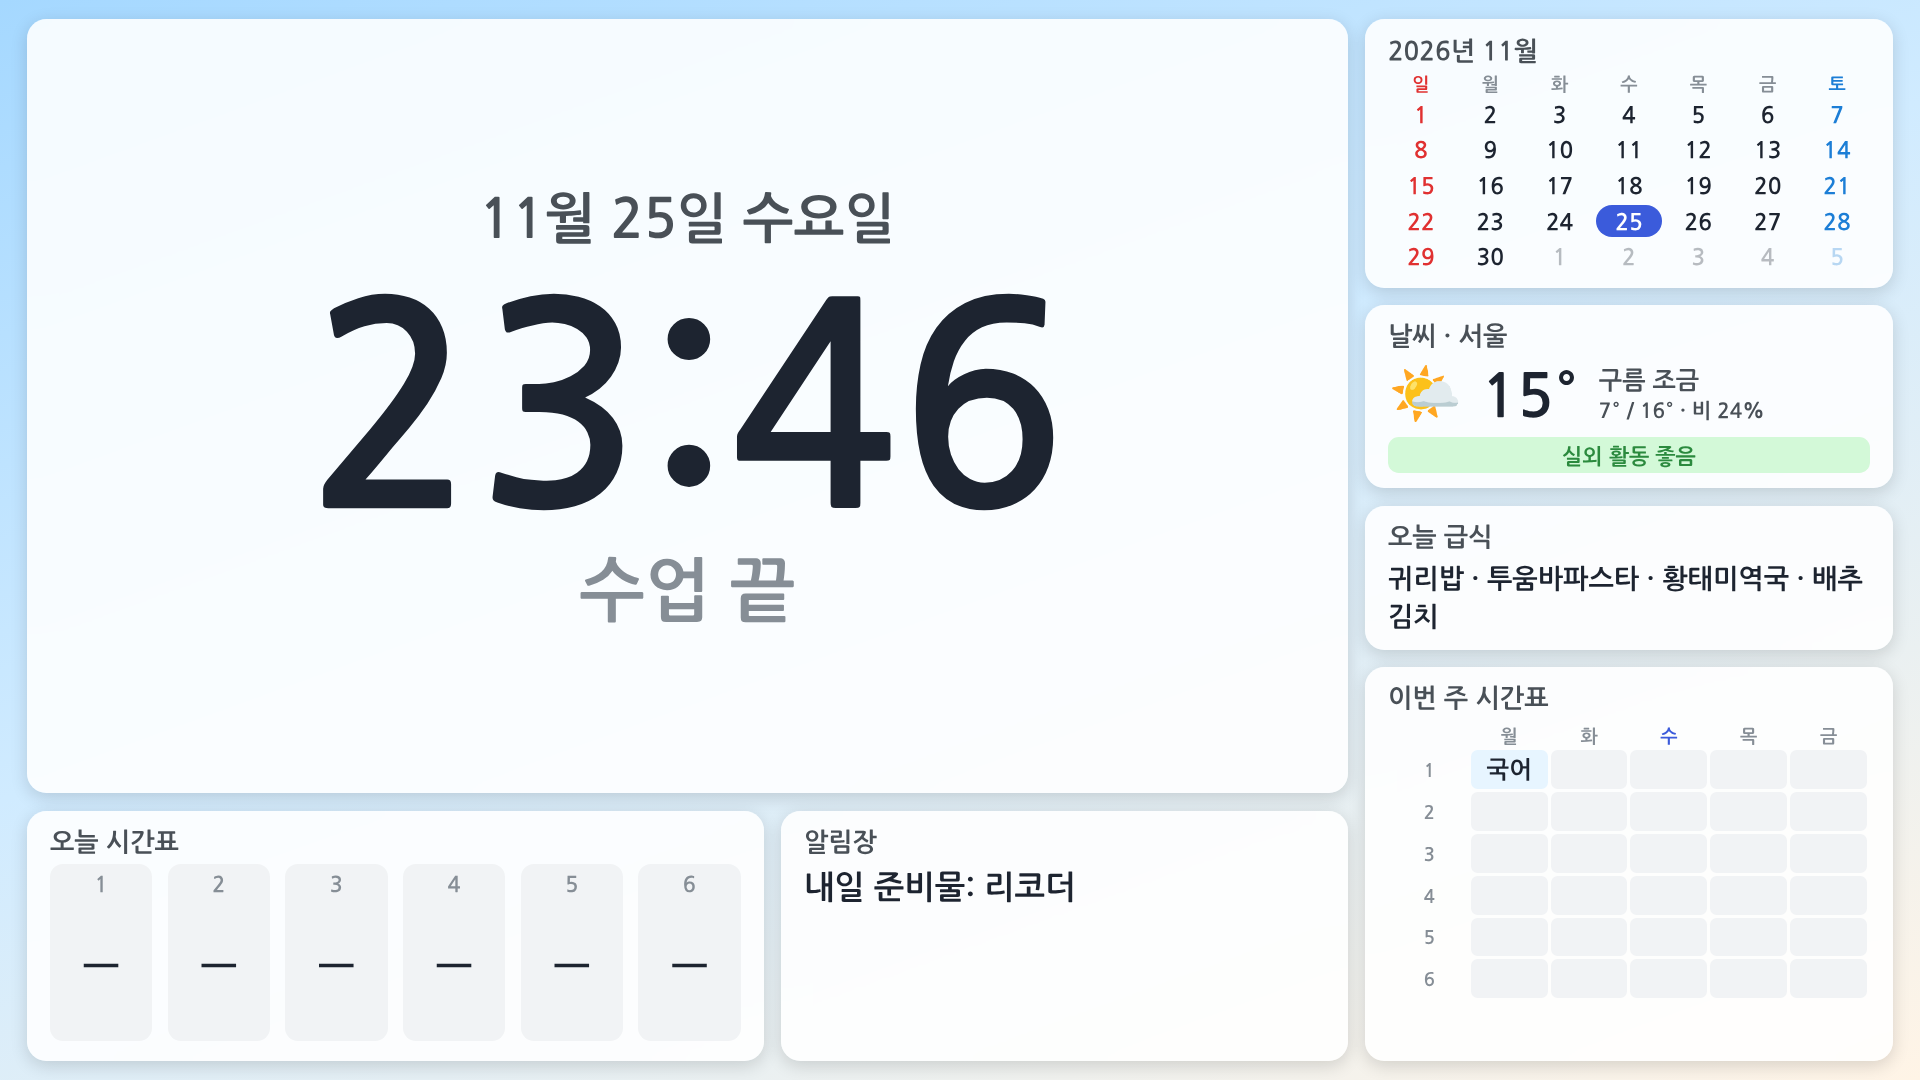 11월 25일 수요일
23:46
수업 끝
오늘 시간표
1 2 3 4 5 6
— — — — — —
알림장
내일 준비물: 리코더
2026년 11월
일 월 화 수 목 금 토
1 2 3 4 5 6 7
8 9 10 11 12 13 14
15 16 17 18 19 20 21
22 23 24 25 26 27 28
29 30 1 2 3 4 5
날씨 · 서울
15°
구름 조금
7° / 16° · 비 24%
실외 활동 좋음
오늘 급식
귀리밥 · 투움바파스타 · 황태미역국 · 배추
김치
이번 주 시간표
월 화 수 목 금
1 국어
2
3
4
5
6